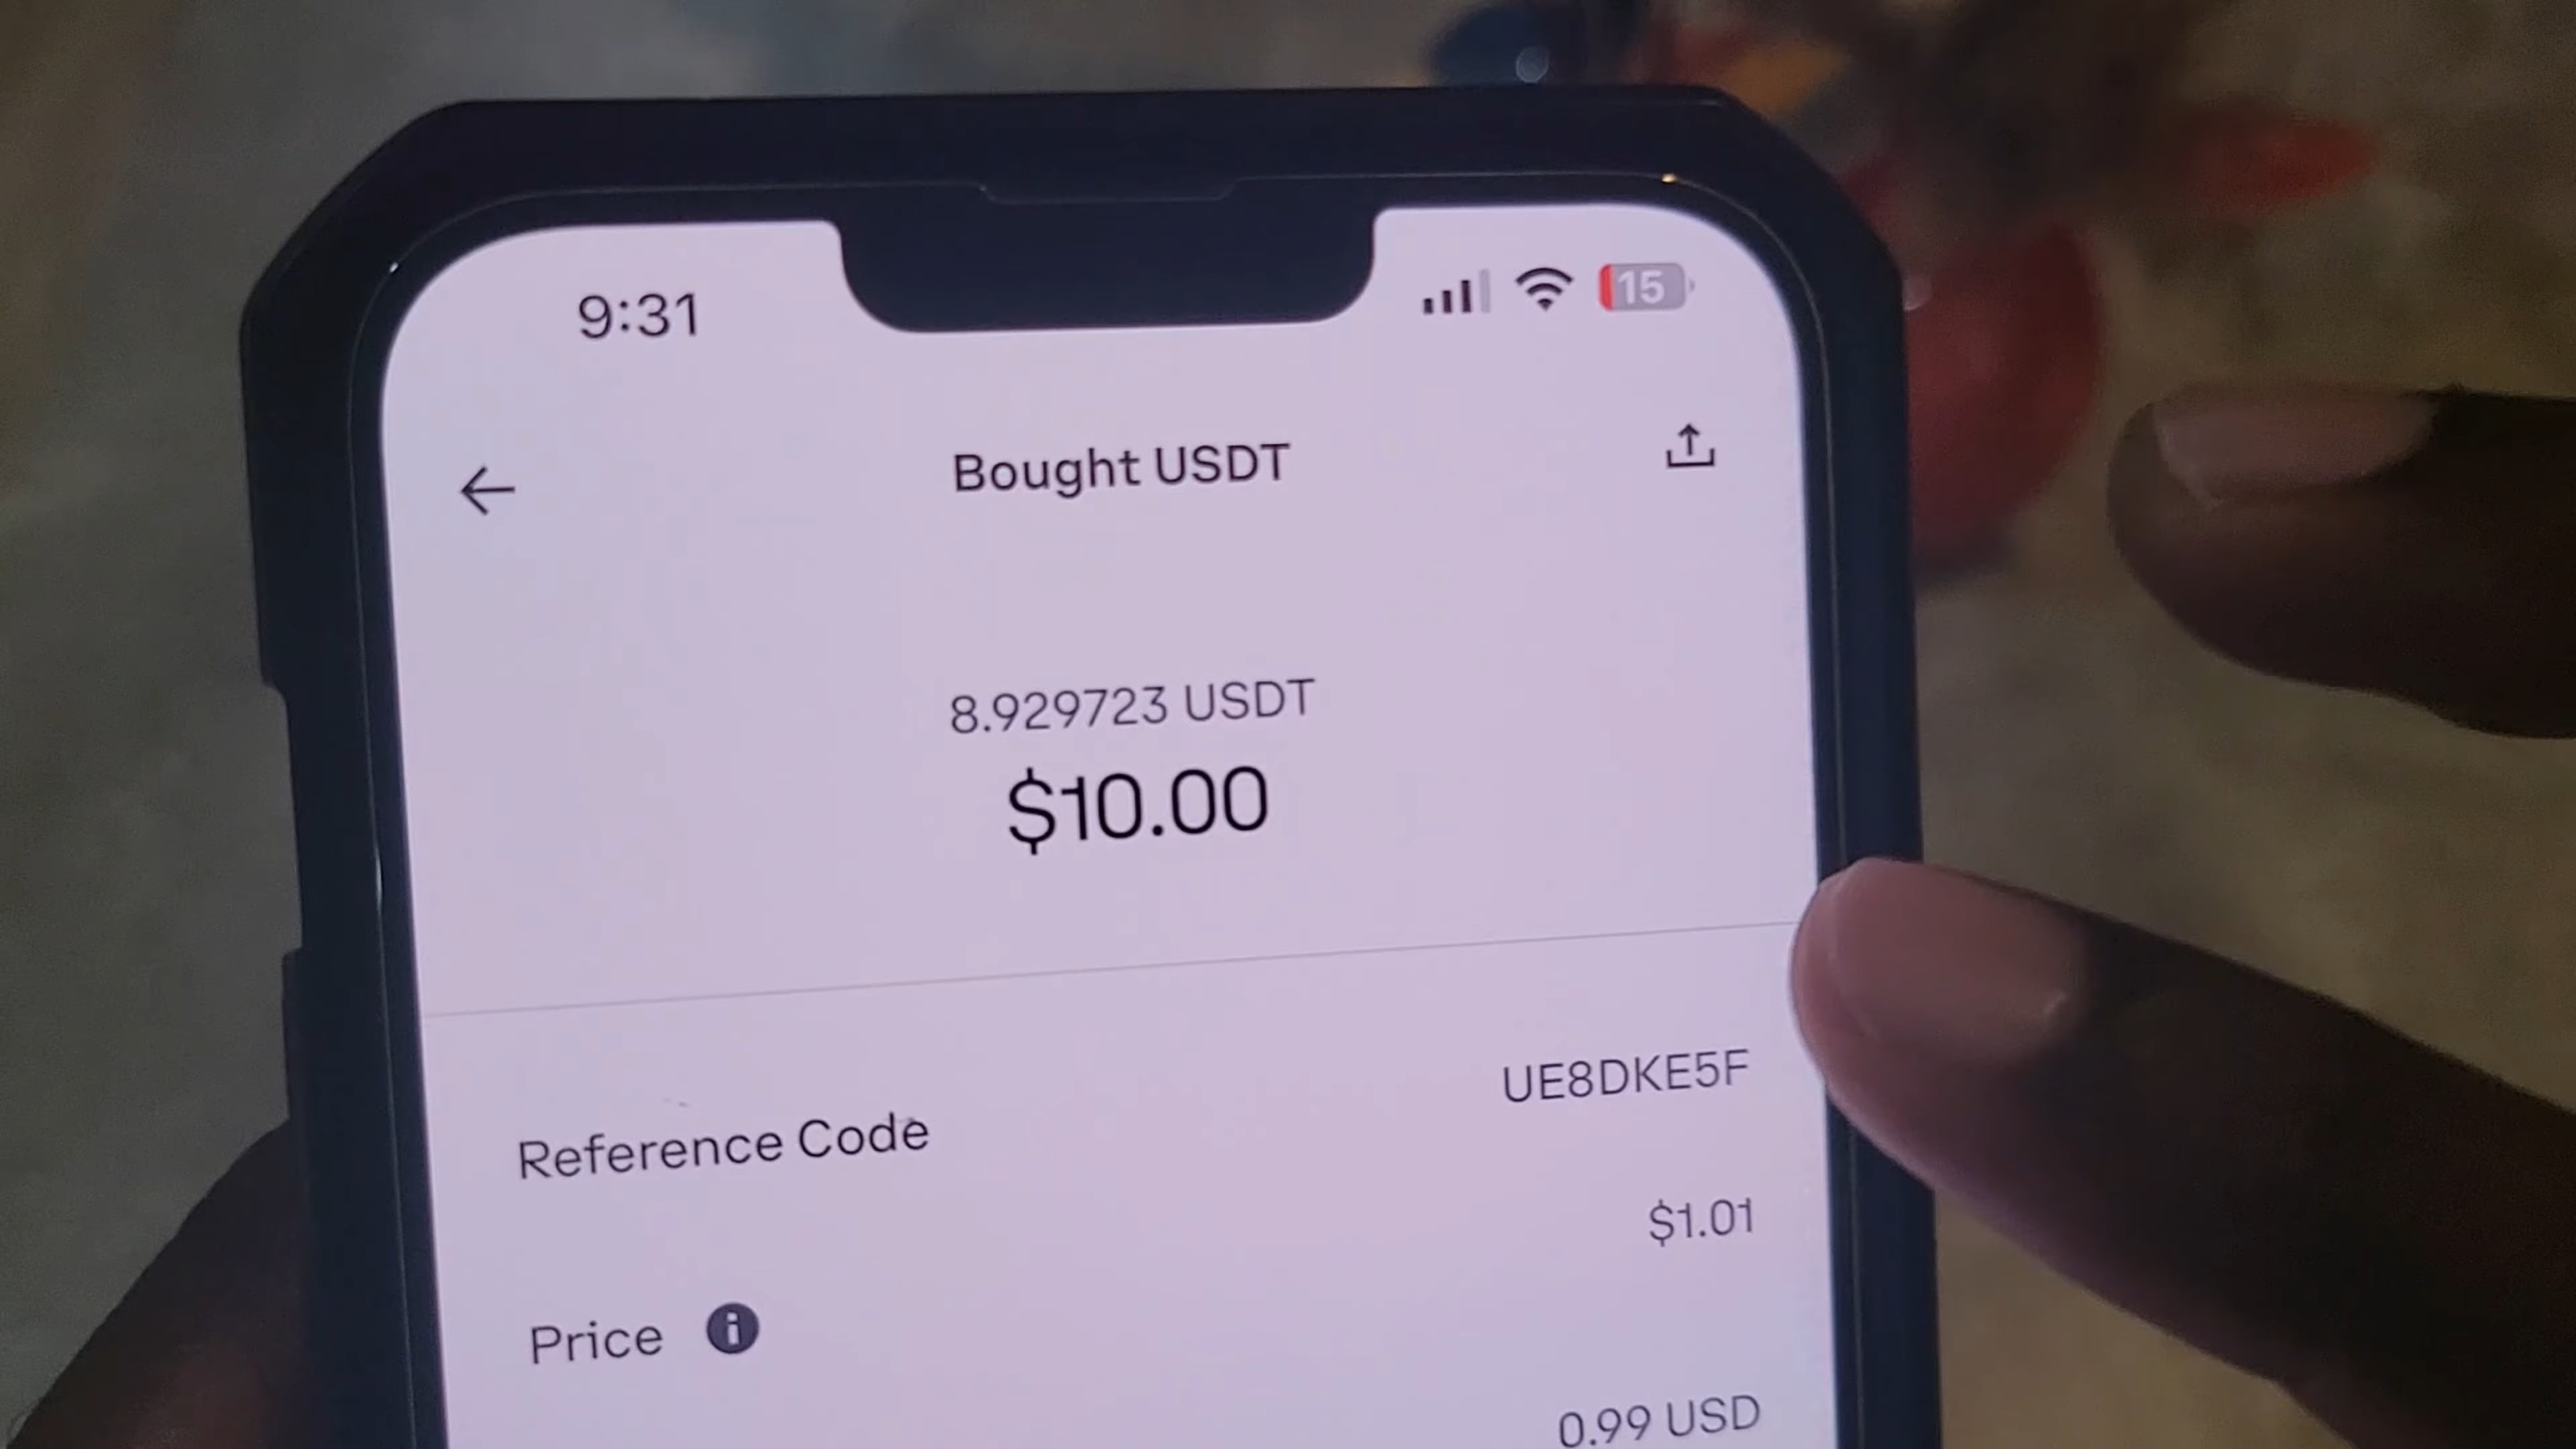 9:31
15
Bought USDT
8.929723 USDT
$10.00
Reference Code UE8DKE5F
Price $1.01
0.99 USD